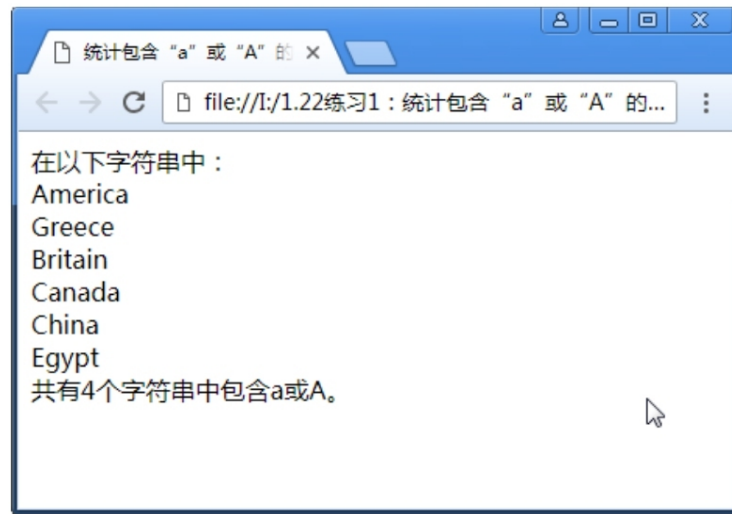 统计包含“a”或“A”的
file://I:/1.22练习1：统计包含“a”或“A”的...
在以下字符串中：
America
Greece
Britain
Canada
China
Egypt
共有4个字符串中包含a或A。